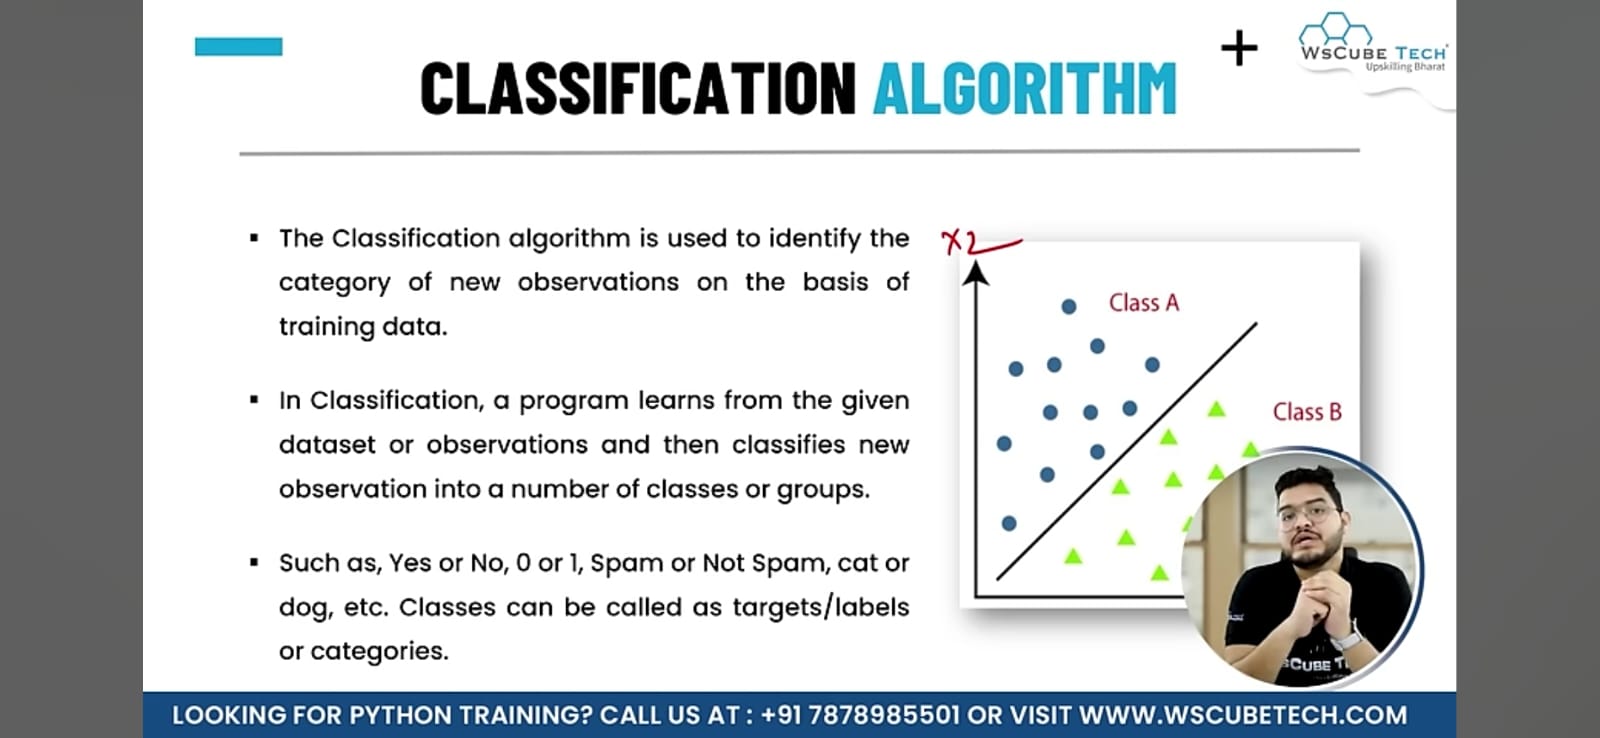 WsCube Tech
Upskilling Bharat
CLASSIFICATION ALGORITHM
▪ The Classification algorithm is used to identify the
category of new observations on the basis of
training data.
▪ In Classification, a program learns from the given
dataset or observations and then classifies new
observation into a number of classes or groups.
▪ Such as, Yes or No, 0 or 1, Spam or Not Spam, cat or
dog, etc. Classes can be called as targets/labels
or categories.
X2
Class A
Class B
LOOKING FOR PYTHON TRAINING? CALL US AT : +91 7878985501 OR VISIT WWW.WSCUBETECH.COM